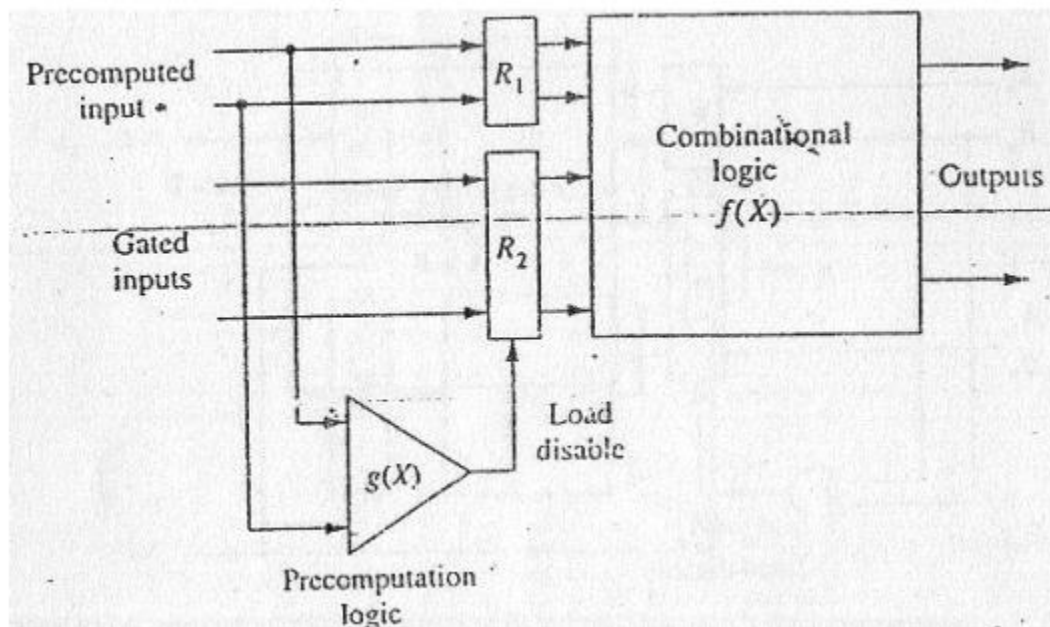 Precomputed
input
Gated
inputs
R1
R2
Combinational
logic
f(X)
Outputs
Load
disable
g(X)
Precomputation
logic